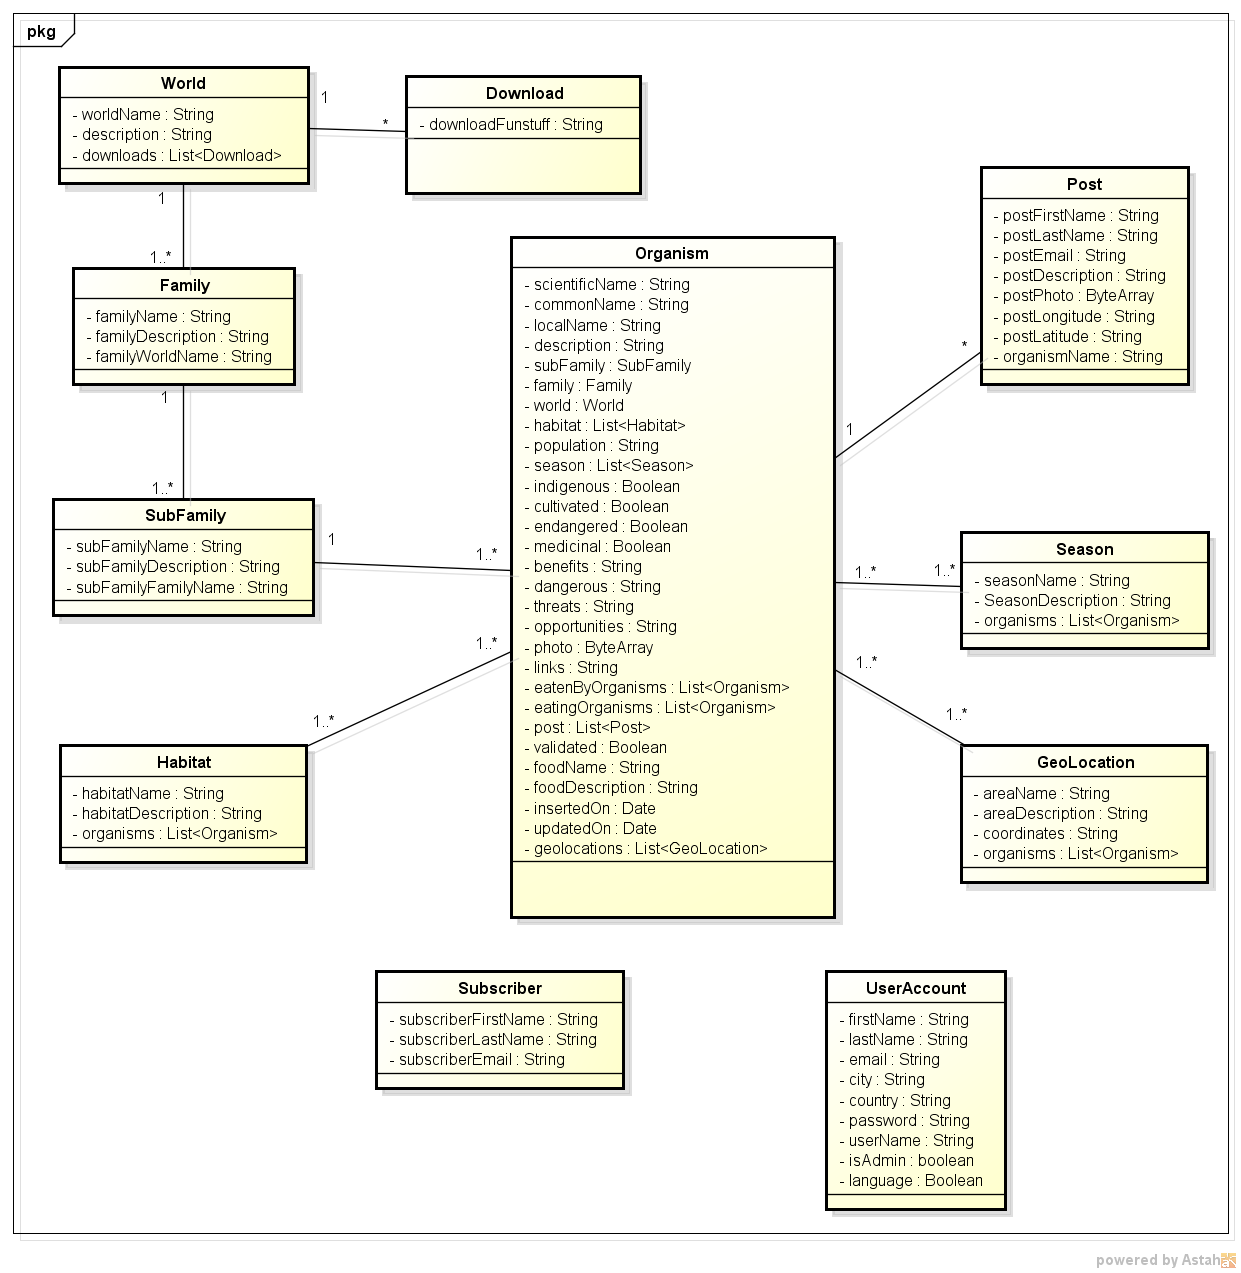 pkg
World
- worldName : String
- description : String
- downloads : List<Download>
1
*
Download
- downloadFunstuff : String
1
1..*
Family
- familyName : String
- familyDescription : String
- familyWorldName : String
1
1..*
SubFamily
- subFamilyName : String
- subFamilyDescription : String
- subFamilyFamilyName : String
1
1..*
Organism
- scientificName : String
- commonName : String
- localName : String
- description : String
- subFamily : SubFamily
- family : Family
- world : World
- habitat : List<Habitat>
- population : String
- season : List<Season>
- indigenous : Boolean
- cultivated : Boolean
- endangered : Boolean
- medicinal : Boolean
- benefits : String
- dangerous : String
- threats : String
- opportunities : String
- photo : ByteArray
- links : String
- eatenByOrganisms : List<Organism>
- eatingOrganisms : List<Organism>
- post : List<Post>
- validated : Boolean
- foodName : String
- foodDescription : String
- insertedOn : Date
- updatedOn : Date
- geolocations : List<GeoLocation>
1..*
1..*
Habitat
- habitatName : String
- habitatDescription : String
- organisms : List<Organism>
Post
- postFirstName : String
- postLastName : String
- postEmail : String
- postDescription : String
- postPhoto : ByteArray
- postLongitude : String
- postLatitude : String
- organismName : String
*
1
Season
- seasonName : String
- SeasonDescription : String
- organisms : List<Organism>
1..*
1..*
1..*
1..*
GeoLocation
- areaName : String
- areaDescription : String
- coordinates : String
- organisms : List<Organism>
Subscriber
- subscriberFirstName : String
- subscriberLastName : String
- subscriberEmail : String
UserAccount
- firstName : String
- lastName : String
- email : String
- city : String
- country : String
- password : String
- userName : String
- isAdmin : boolean
- language : Boolean
powered by Astah